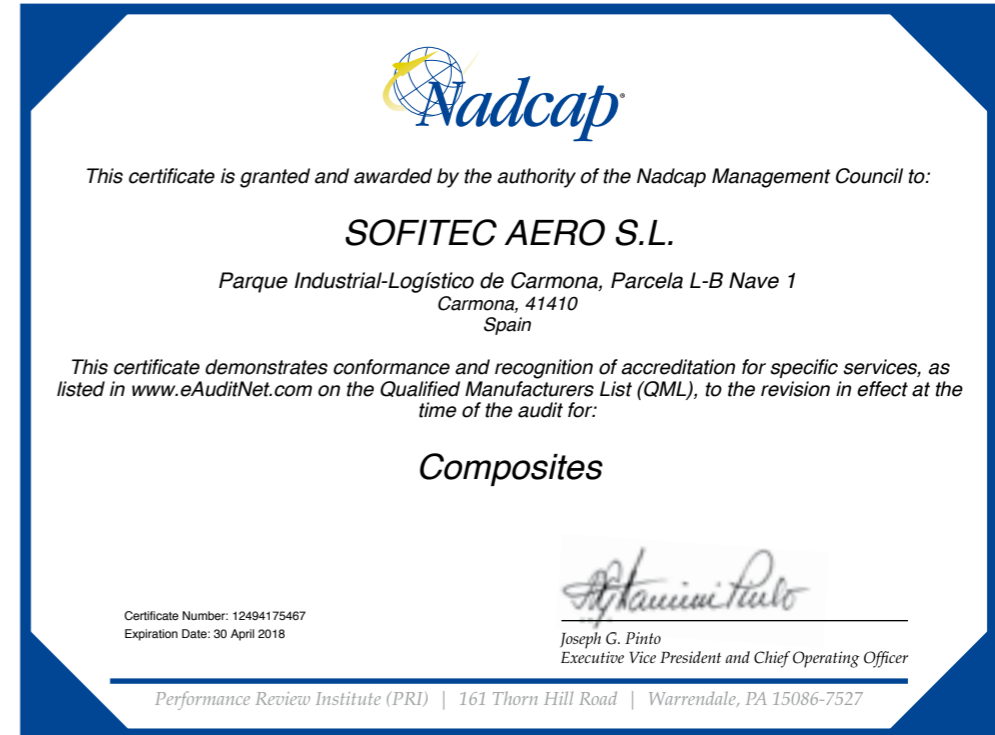 Nadcap®
This certificate is granted and awarded by the authority of the Nadcap Management Council to:
SOFITEC AERO S.L.
Parque Industrial-Logístico de Carmona, Parcela L-B Nave 1
Carmona, 41410
Spain
This certificate demonstrates conformance and recognition of accreditation for specific services, as
listed in www.eAuditNet.com on the Qualified Manufacturers List (QML), to the revision in effect at the
time of the audit for:
Composites
Certificate Number: 12494175467
Expiration Date: 30 April 2018
Joseph G. Pinto
Executive Vice President and Chief Operating Officer
Performance Review Institute (PRI) | 161 Thorn Hill Road | Warrendale, PA 15086-7527